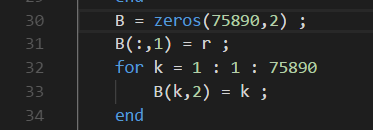 30 B = zeros(75890,2) ;
31 B(:,1) = r ;
32 for k = 1 : 1 : 75890
33 B(k,2) = k ;
34 end